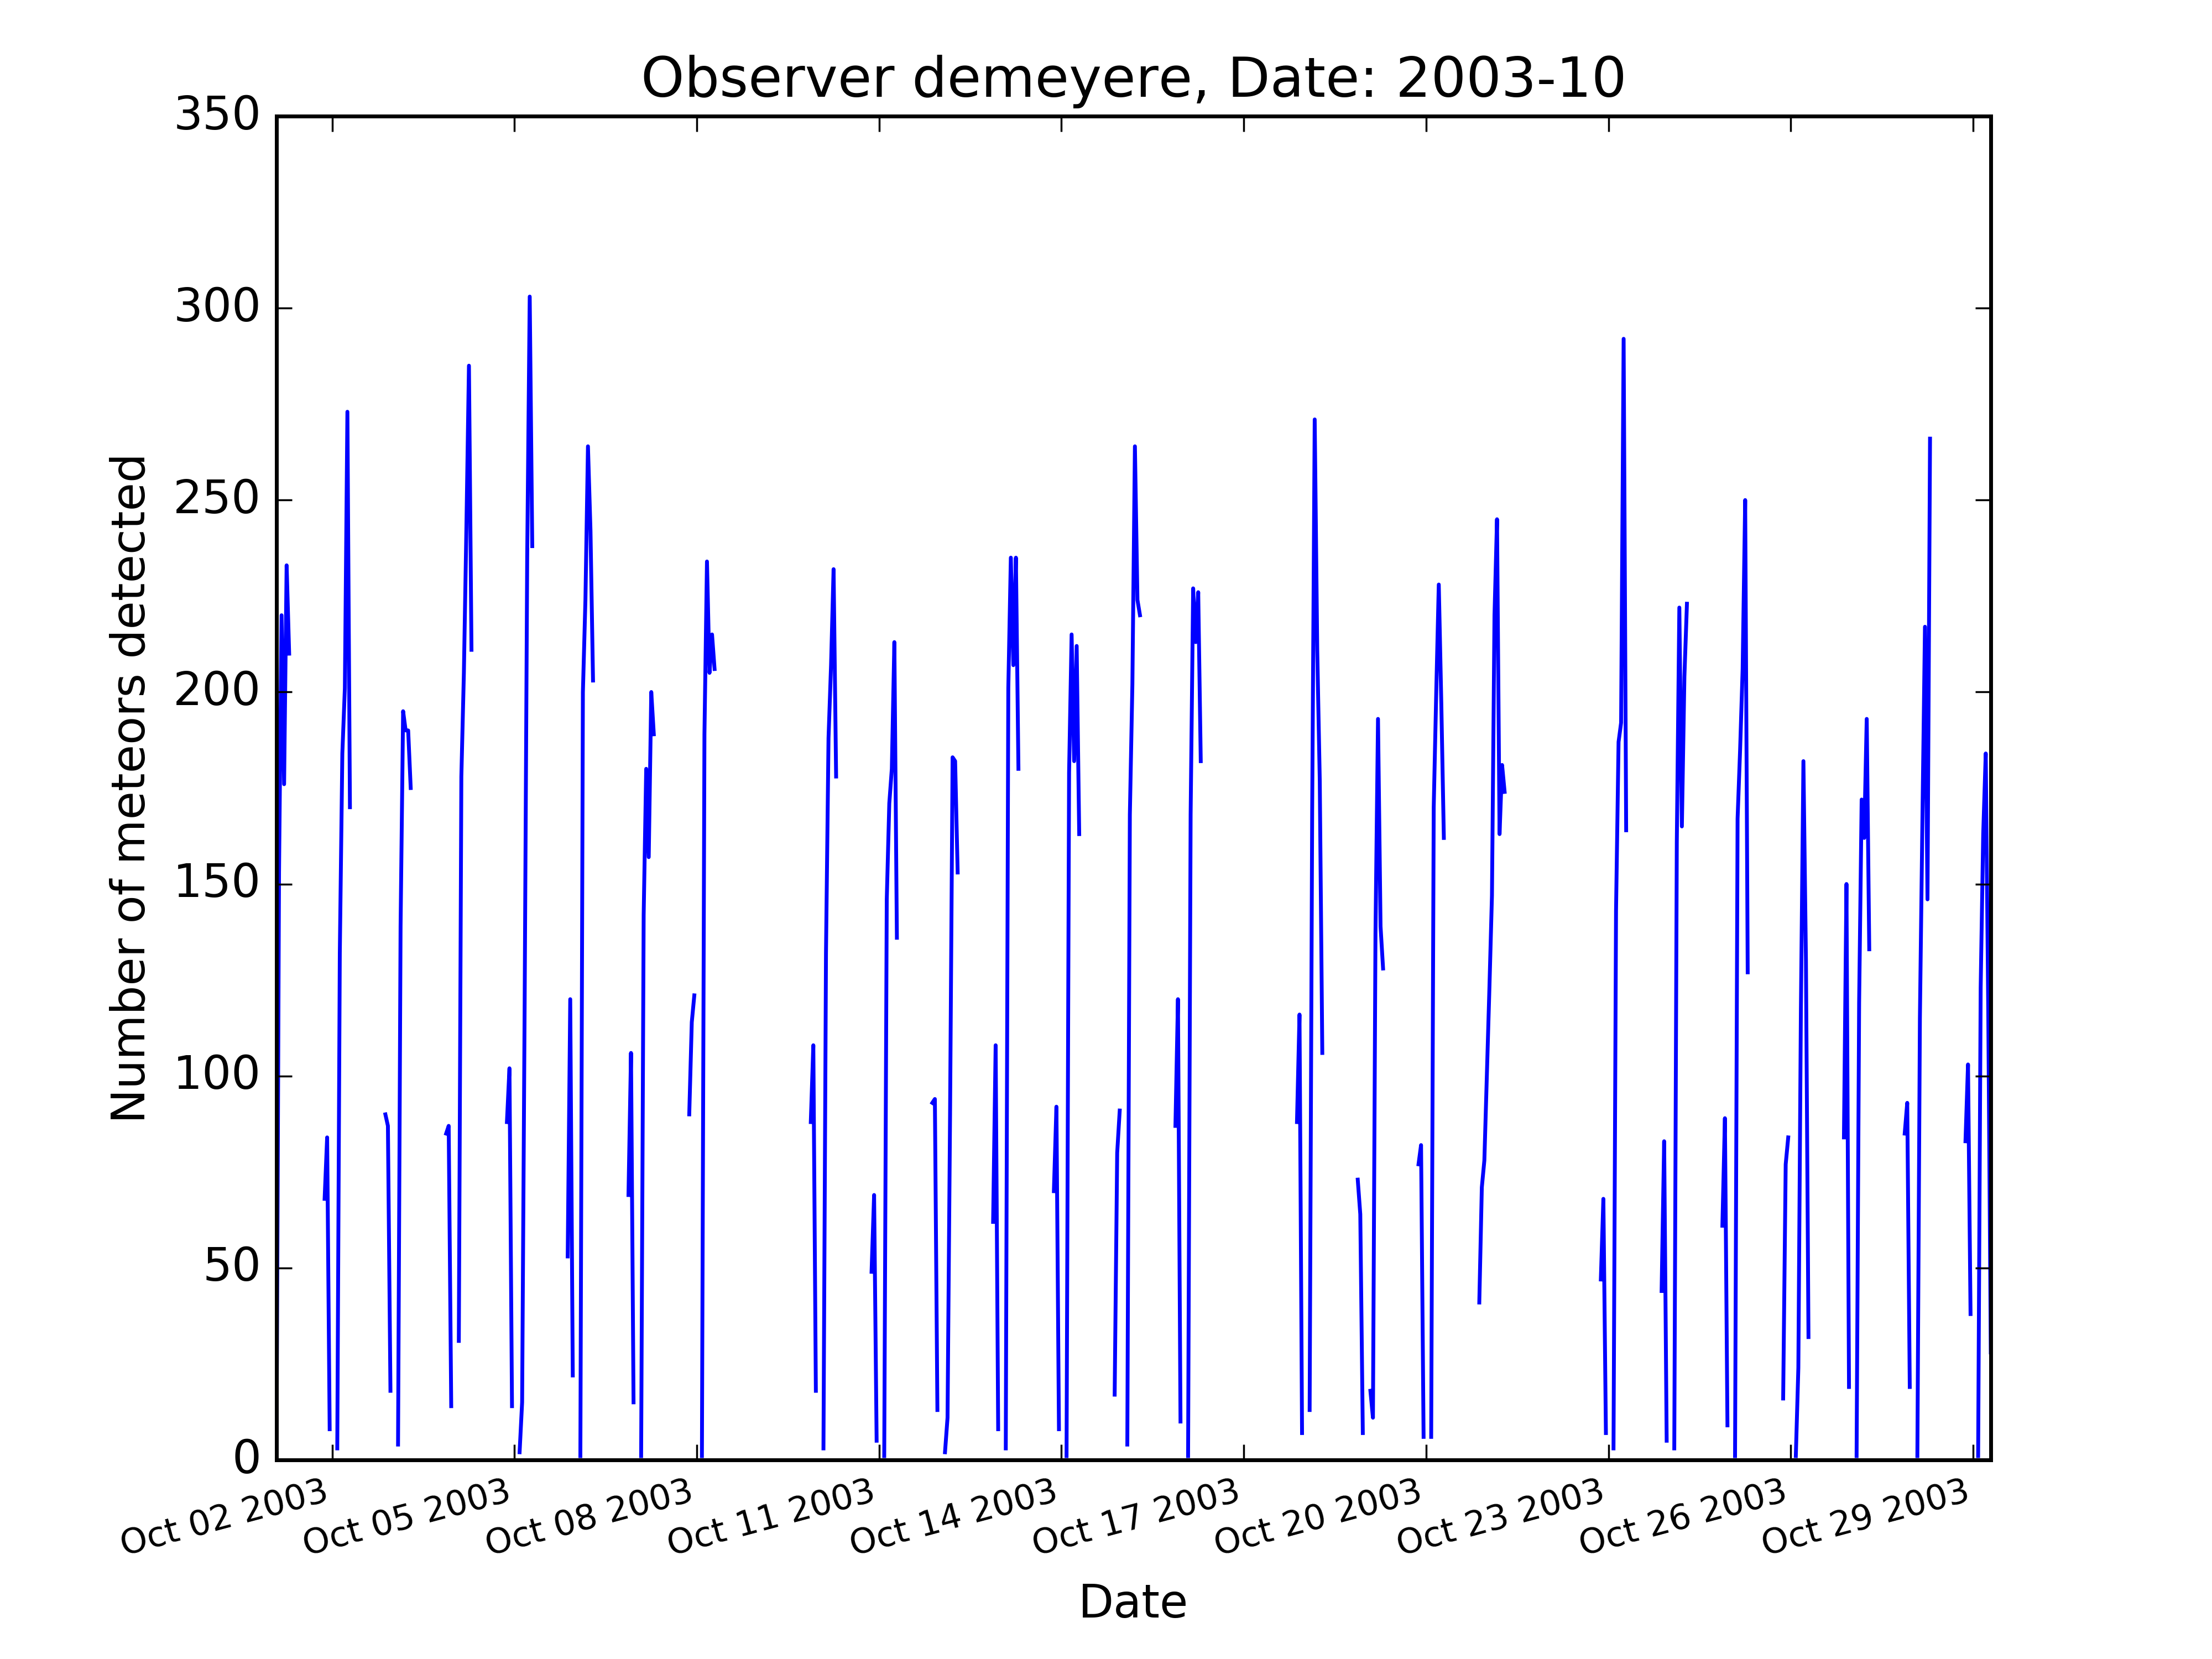 Observer demeyere, Date: 2003-10
350
300
250
200
150
100
50
0
Number of meteors detected
Oct 02 2003
Oct 05 2003
Oct 08 2003
Oct 11 2003
Oct 14 2003
Oct 17 2003
Oct 20 2003
Oct 23 2003
Oct 26 2003
Oct 29 2003
Date